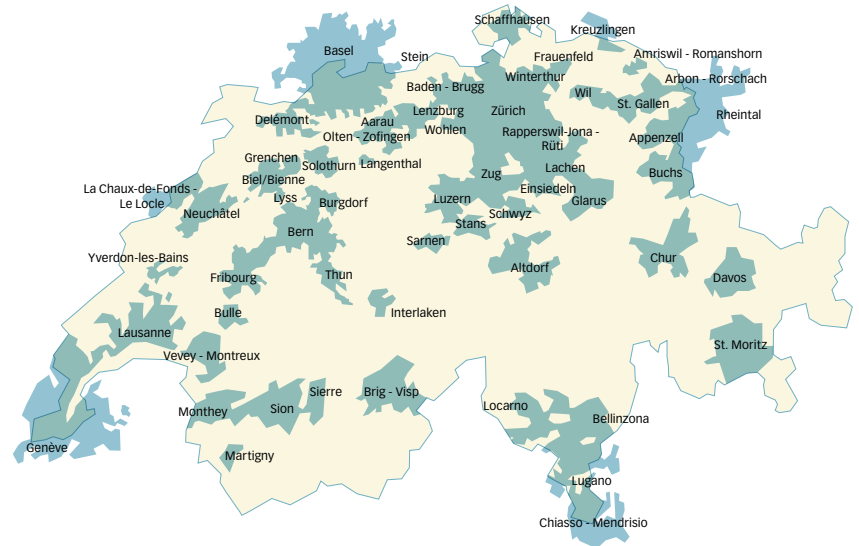 Schaffhausen
Kreuzlingen
Basel
Stein
Frauenfeld
Amriswil - Romanshorn
Winterthur
Arbon - Rorschach
Baden - Brugg
Wil
St. Gallen
Lenzburg
Zürich
Rheintal
Delémont
Aarau
Wohlen
Olten - Zofingen
Rapperswil-Jona -
Rüti
Appenzell
Grenchen
Solothurn
Langenthal
Lachen
Buchs
Biel/Bienne
Zug
La Chaux-de-Fonds -
Le Locle
Einsiedeln
Lyss
Burgdorf
Luzern
Glarus
Neuchâtel
Schwyz
Stans
Bern
Sarnen
Yverdon-les-Bains
Chur
Altdorf
Fribourg
Thun
Davos
Bulle
Interlaken
Lausanne
St. Moritz
Vevey - Montreux
Sierre
Brig - Visp
Monthey
Sion
Locarno
Bellinzona
Genève
Martigny
Lugano
Chiasso - Mendrisio